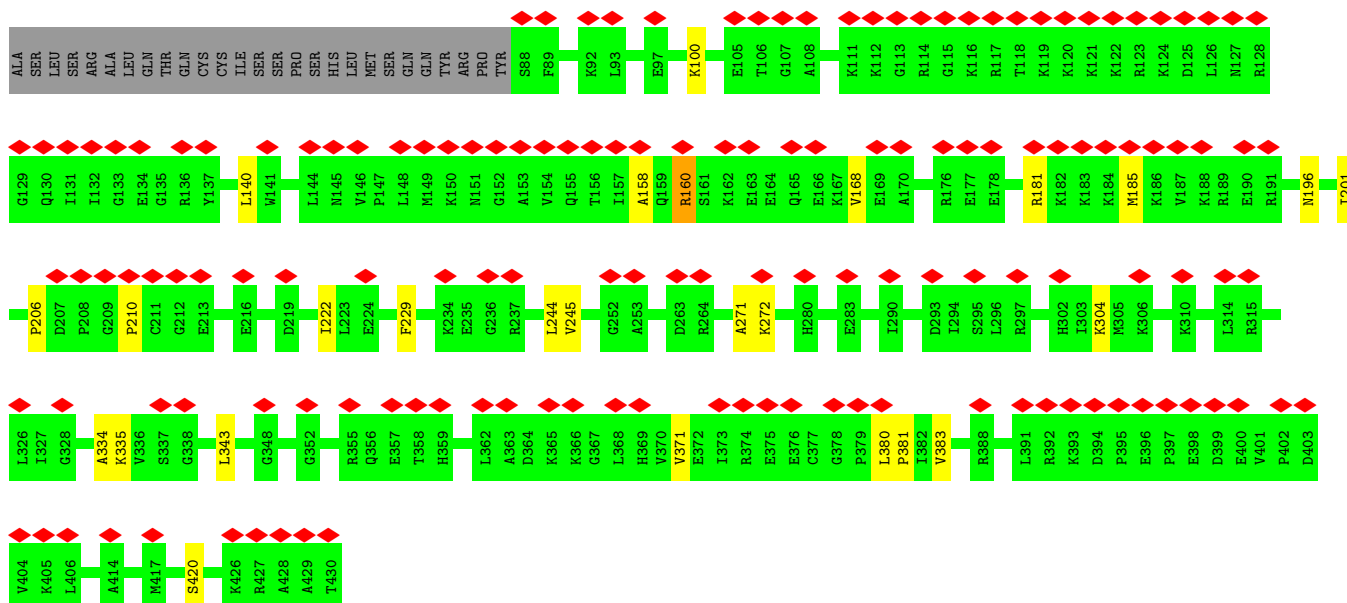 ALA SER LEU SER ARG ALA LEU GLN THR GLN CYS CYS ILE SER SER PRO SER HIS LEU MET SER GLN GLN TYR ARG PRO TYR S88 F89 K92 L93 E97 K100 E105 T106 G107 A108 K111 K112 G113 R114 G115 K116 R117 T118 K119 K120 K121 K122 R123 K124 D125 L126 N127 R128
G129 Q130 I131 I132 G133 E134 G135 R136 Y137 L140 W141 L144 N145 V146 P147 L148 M149 K150 N151 G152 A153 V154 Q155 T156 I157 A158 Q159 R160 S161 K162 E163 E164 Q165 E166 K167 V168 E169 A170 R176 E177 E178 R181 K182 K183 K184 M185 K186 V187 K188 R189 E190 R191 N196 I201
P206 D207 P208 G209 P210 C211 G212 E213 E216 D219 I222 L223 E224 F229 K234 E235 G236 R237 L244 V245 G252 A253 D263 R264 A271 K272 H280 E283 I290 D293 I294 S295 L296 R297 H302 I303 K304 M305 K306 K310 L314 R315
L326 I327 G328 A334 K335 V336 S337 G338 L343 G348 G352 R355 Q356 E357 T358 H359 L362 A363 D364 K365 K366 G367 L368 H369 V370 V371 E372 I373 R374 E375 E376 C377 G378 P379 L380 P381 I382 V383 R388 L391 R392 K393 D394 P395 E396 P397 E398 D399 E400 V401 P402 D403
V404 K405 L406 A414 M417 S420 K426 R427 A428 A429 T430